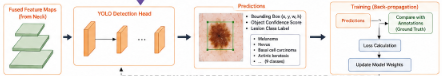 Fused Feature Maps
(from Neck)
YOLO Detection Head
Predictions
• Bounding Box (x, y, w, h)
• Object Confidence Score
• Lesion Class Label
• Melanoma
• Nevus
• Basal cell carcinoma
• Actinic keratosis
• ... (9 classes)
Training (Back-propagation)
Predictions
Compare with
Annotations
(Ground Truth)
Loss Calculation
Update Model Weights